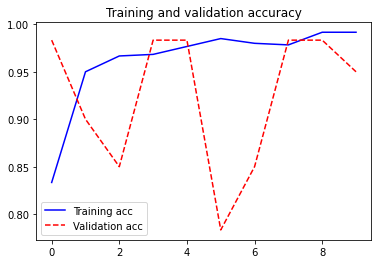 Training and validation accuracy
1.00
0.95
0.90
0.85
0.80
Training acc
Validation acc
0 2 4 6 8